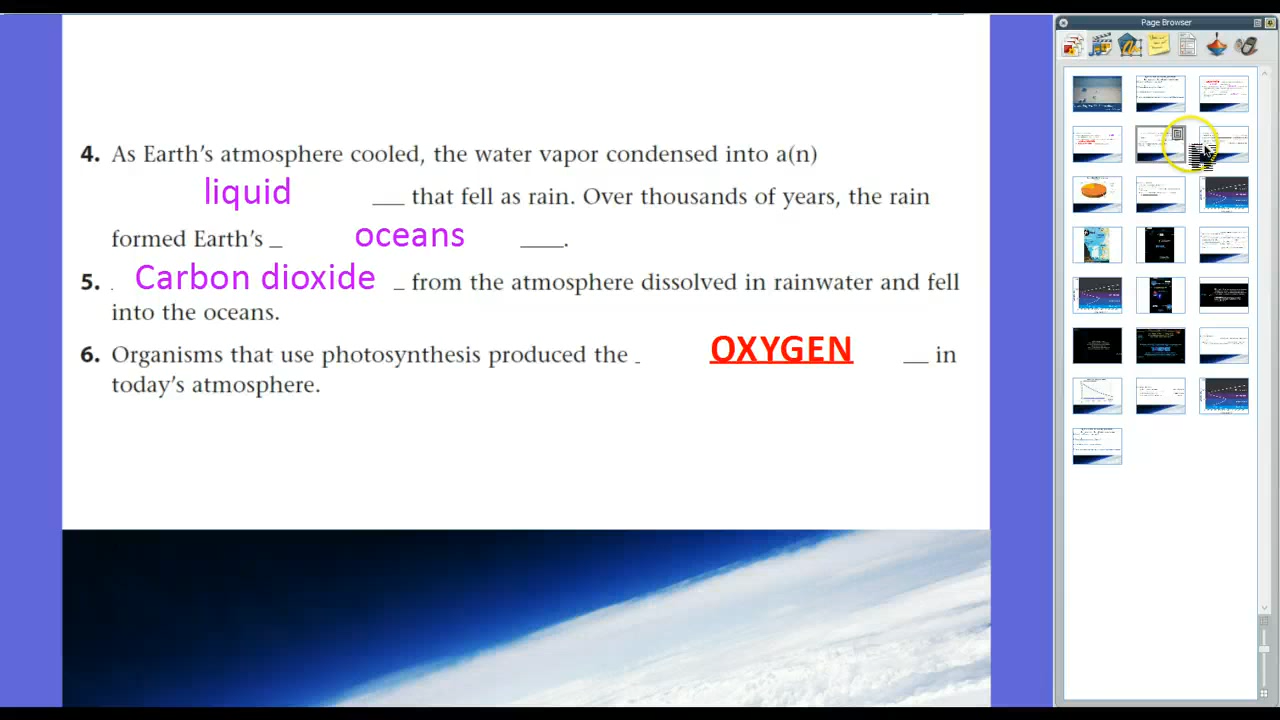 Page Browser
4. As Earth's atmosphere cooled, the water vapor condensed into a(n)
liquid ___ that fell as rain. Over thousands of years, the rain
formed Earth's _ oceans ____.
5. Carbon dioxide _ from the atmosphere dissolved in rainwater and fell
into the oceans.
6. Organisms that use photosynthesis produced the _ OXYGEN ___ in
today's atmosphere.